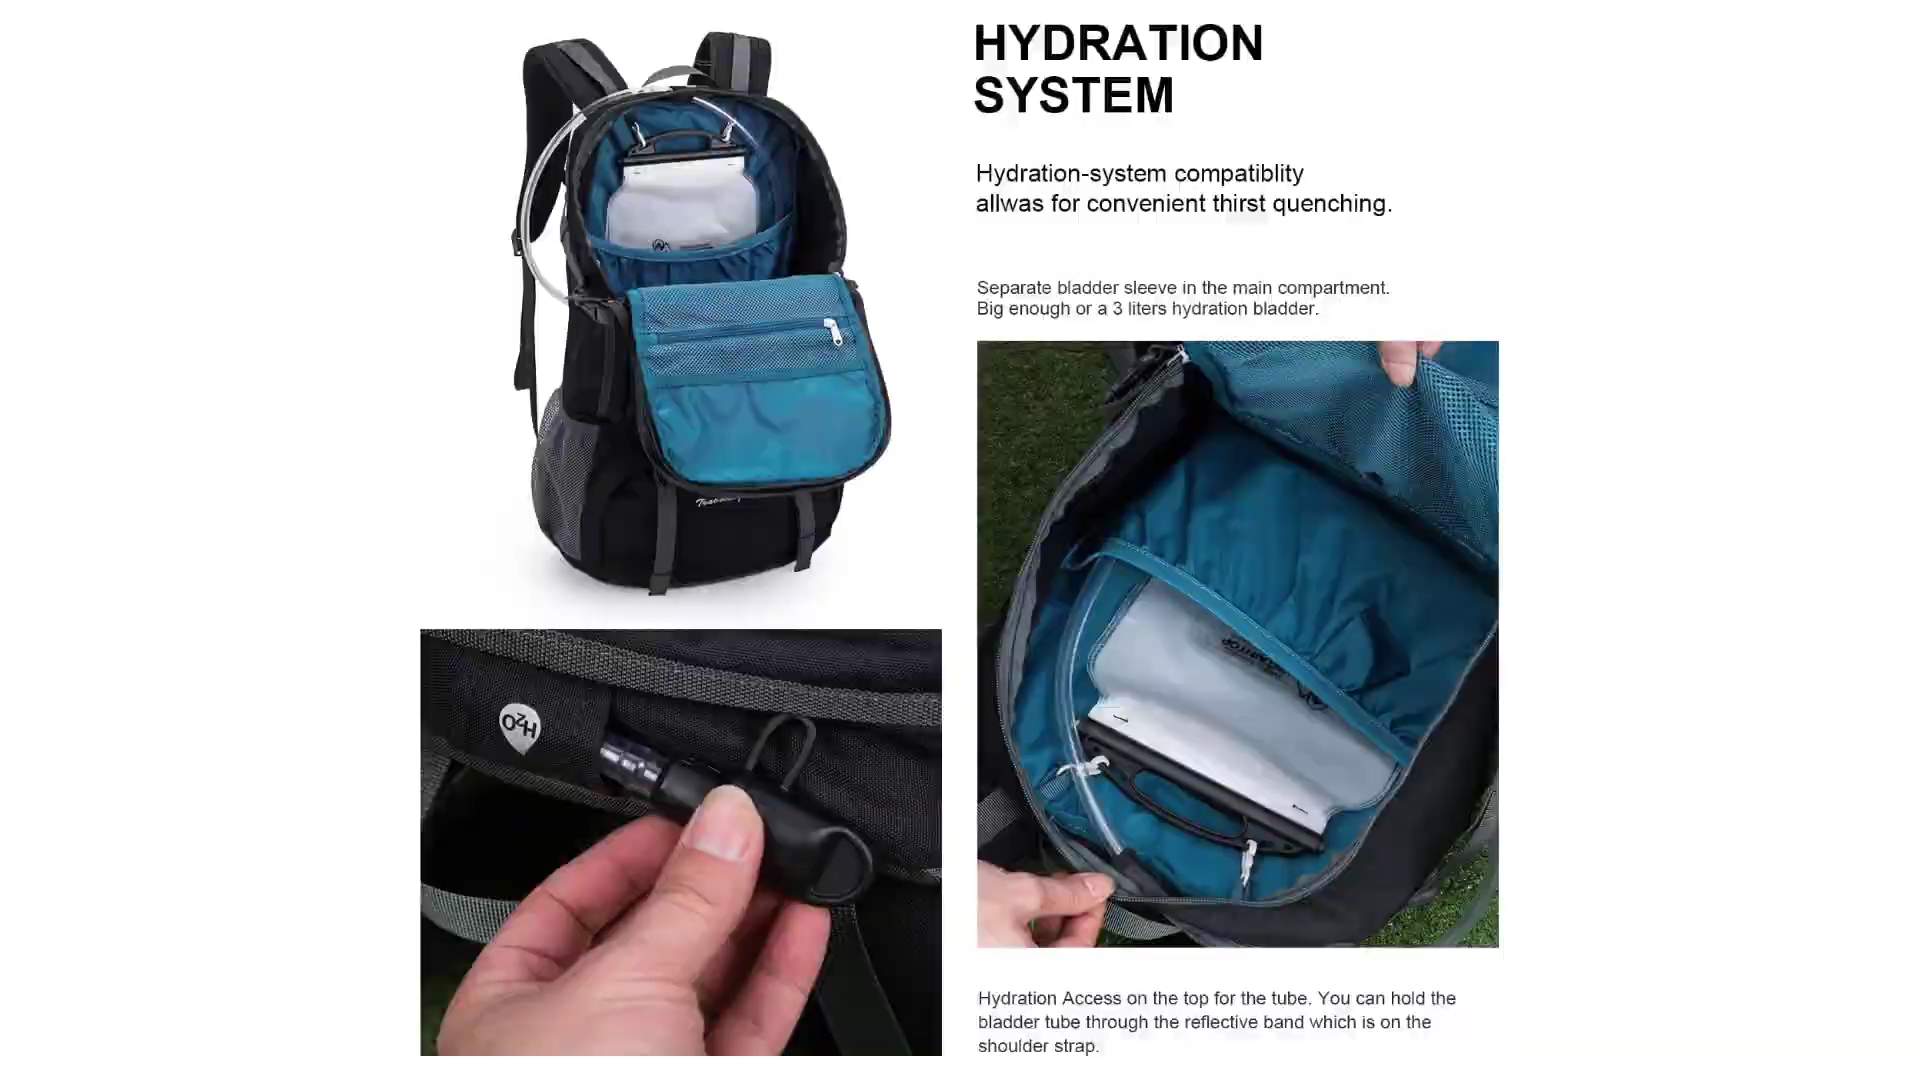 HYDRATION
SYSTEM
Hydration-system compatiblity
allwas for convenient thirst quenching.
Separate bladder sleeve in the main compartment.
Big enough or a 3 liters hydration bladder.
H2O
Hydration Access on the top for the tube. You can hold the
bladder tube through the reflective band which is on the
shoulder strap.